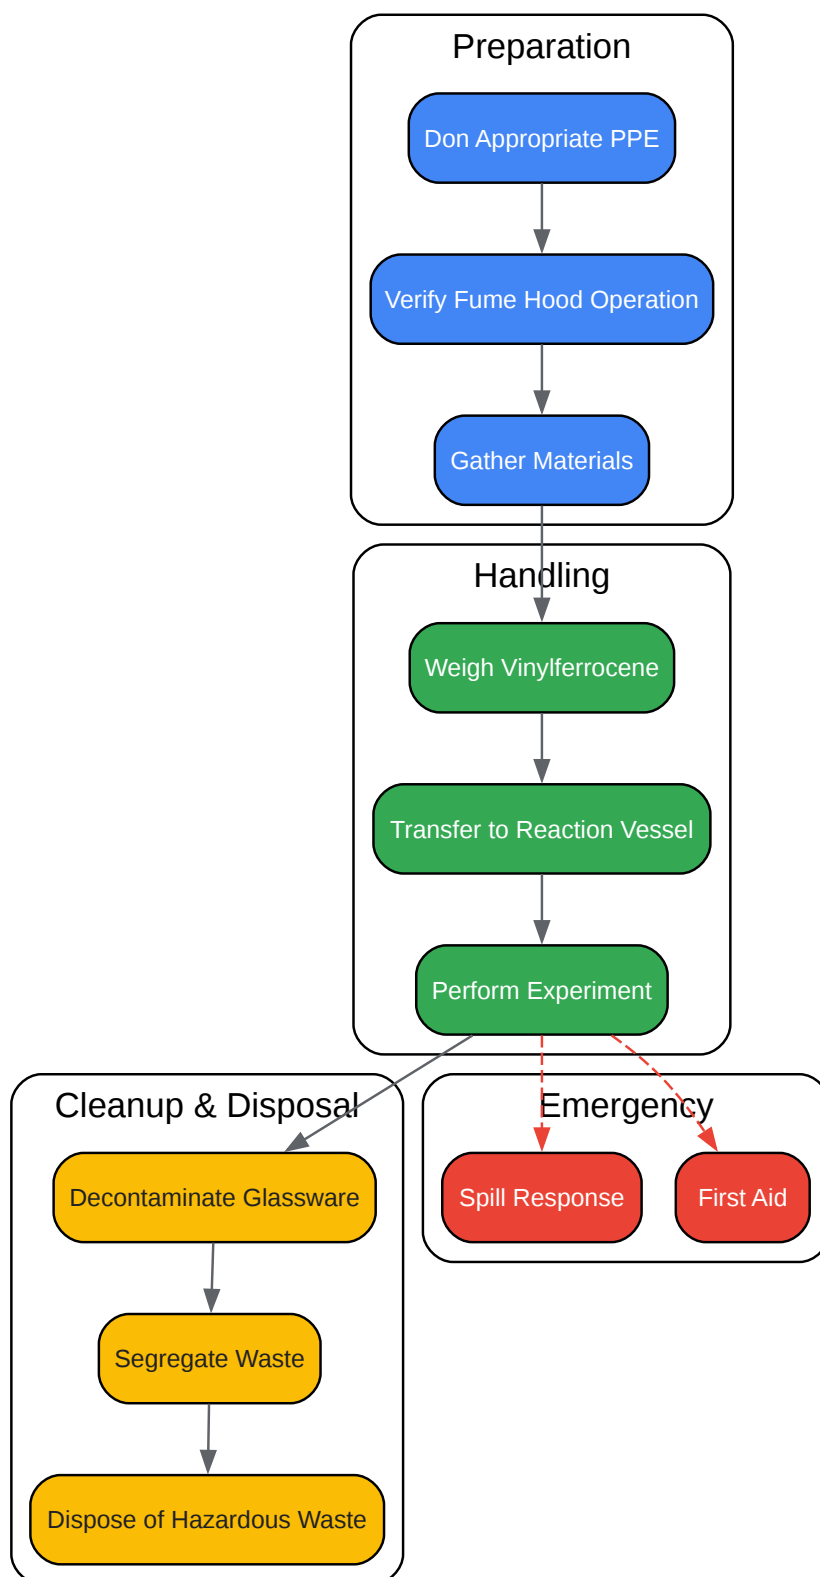 Preparation
Don Appropriate PPE
Verify Fume Hood Operation
Gather Materials
Handling
Weigh Vinylferrocene
Transfer to Reaction Vessel
Perform Experiment
Cleanup & Disposal
Decontaminate Glassware
Segregate Waste
Dispose of Hazardous Waste
Emergency
Spill Response
First Aid